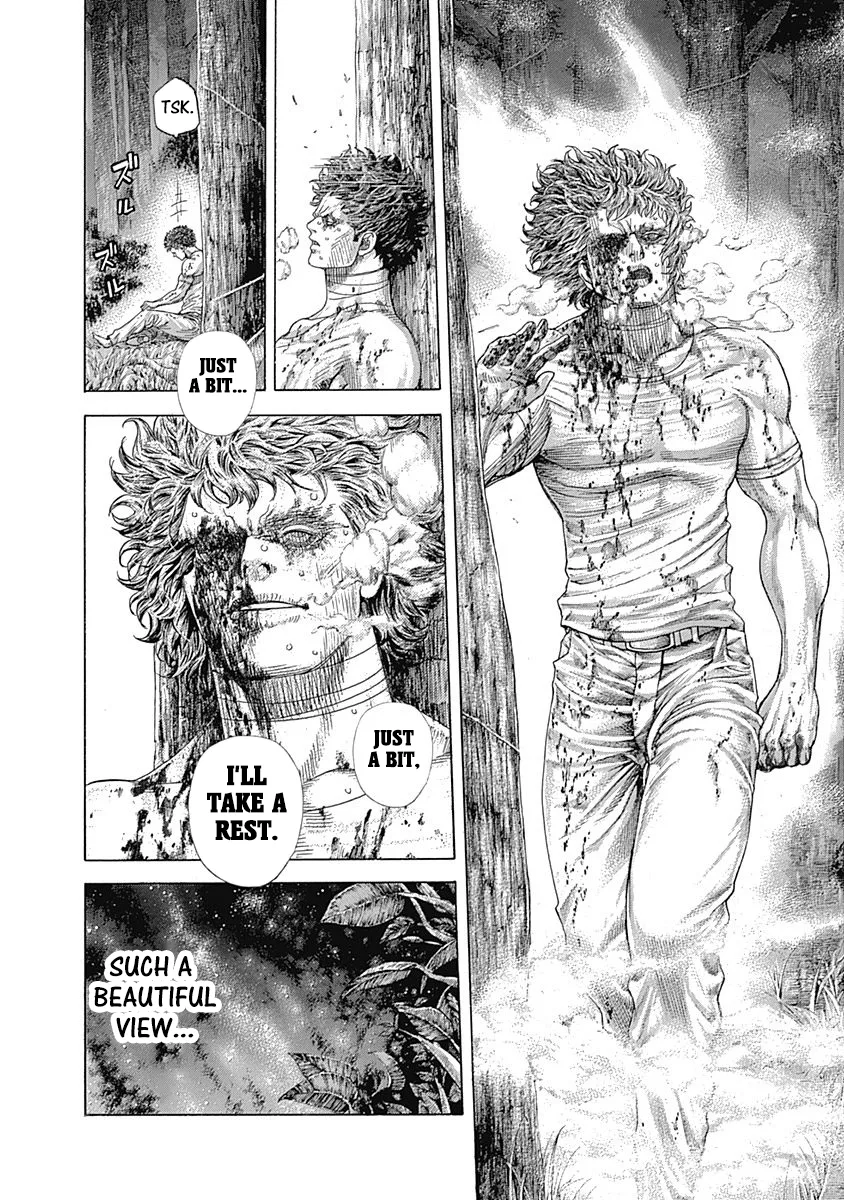 TSK.
ズル
ズル
JUST
A BIT...
JUST
A BIT,
I'LL
TAKE A
REST.
SUCH A
BEAUTIFUL
VIEW...